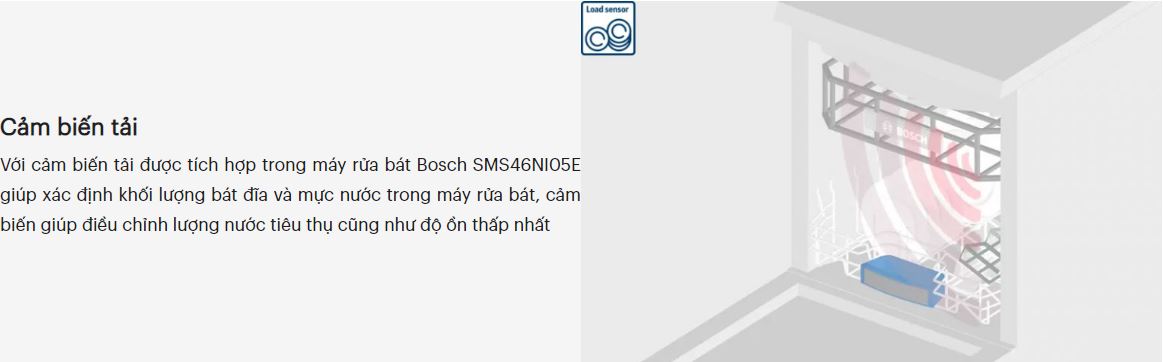 Load sensor
Cảm biến tải
Với cảm biến tải được tích hợp trong máy rửa bát Bosch SMS46NI05E
giúp xác định khối lượng bát đĩa và mực nước trong máy rửa bát, cảm
biến giúp điều chỉnh lượng nước tiêu thụ cũng như độ ồn thấp nhất
BOSCH